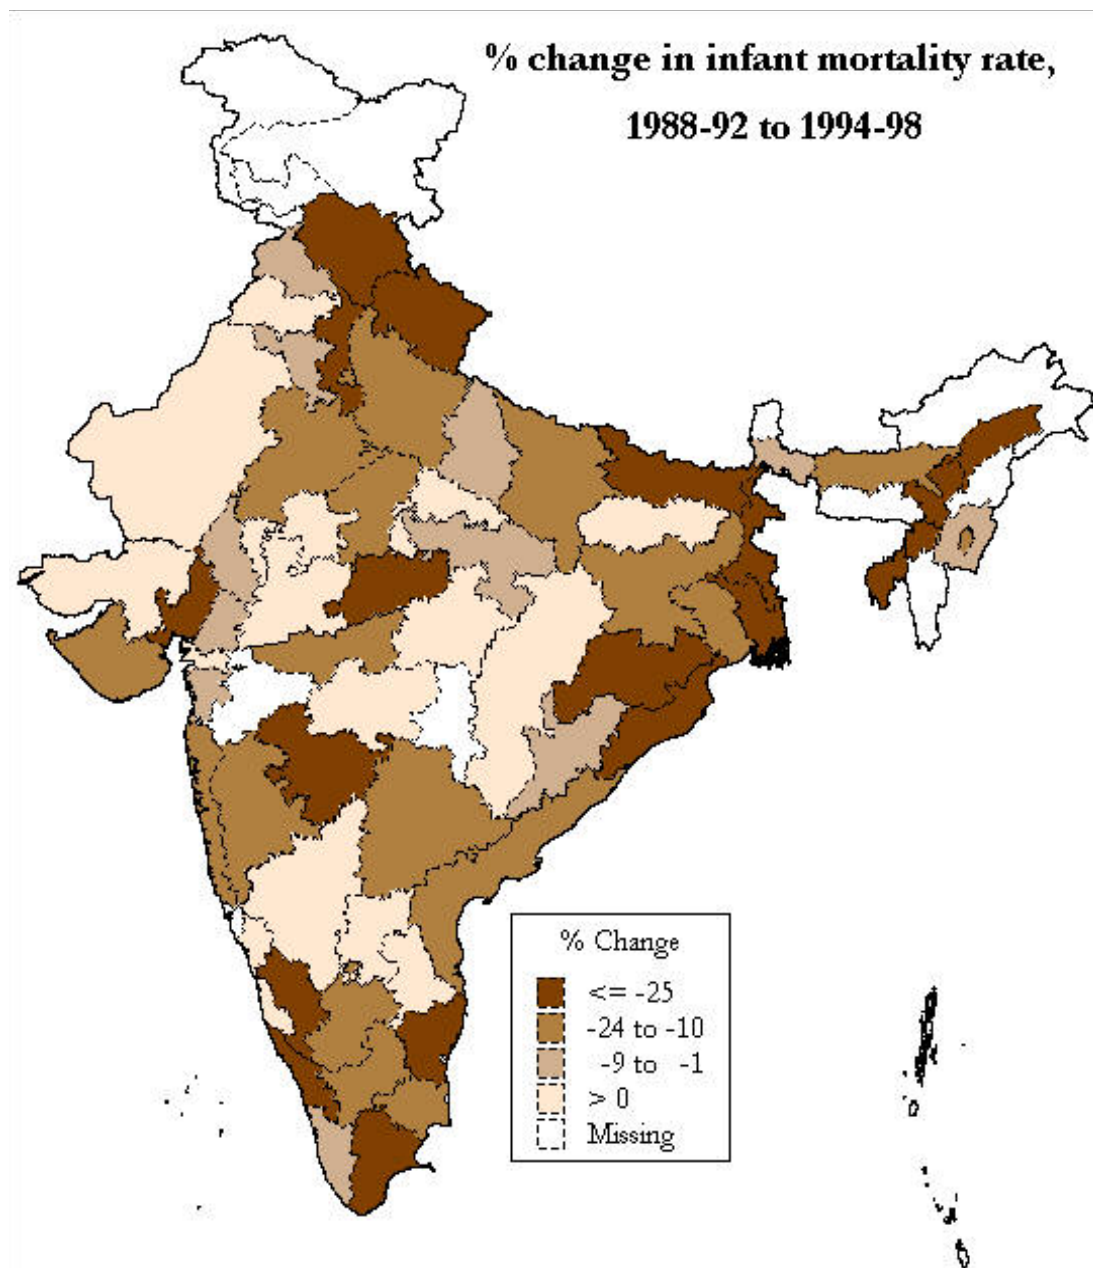 % change in infant mortality rate,
1988-92 to 1994-98
% Change
<= -25
-24 to -10
-9 to -1
> 0
Missing